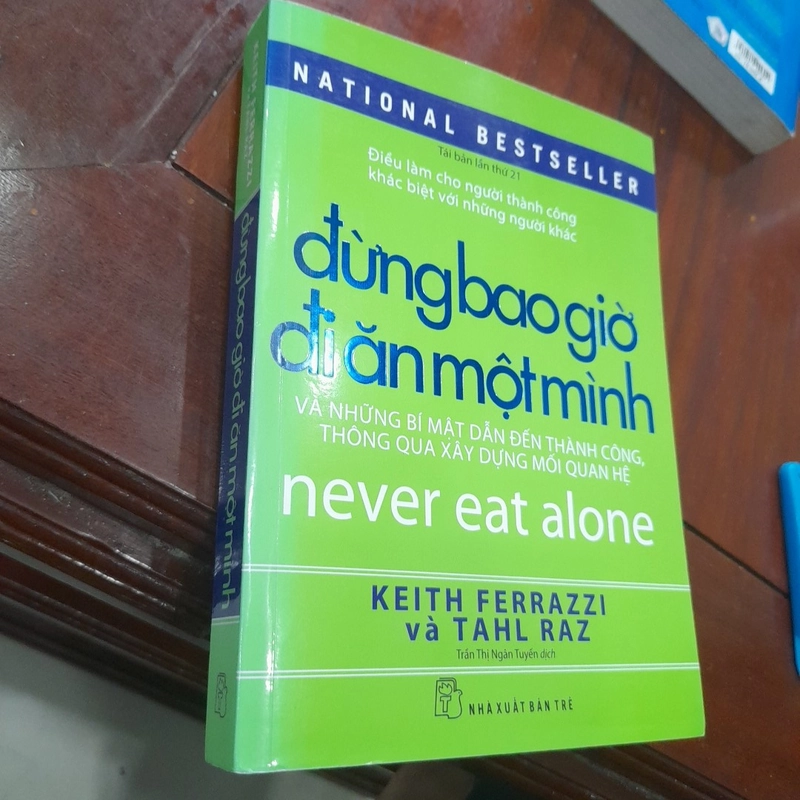 NATIONAL BESTSELLER
Tái bản lần thứ 21
Điều làm cho người thành công
khác biệt với những người khác
đừng bao giờ
đi ăn một mình
VÀ NHỮNG BÍ MẬT DẪN ĐẾN THÀNH CÔNG,
THÔNG QUA XÂY DỰNG MỐI QUAN HỆ
never eat alone
KEITH FERRAZZI
và TAHL RAZ
Trần Thị Ngân Tuyến dịch
NHÀ XUẤT BẢN TRẺ
KEITH FERRAZZI
đừng bao giờ đi ăn một mình